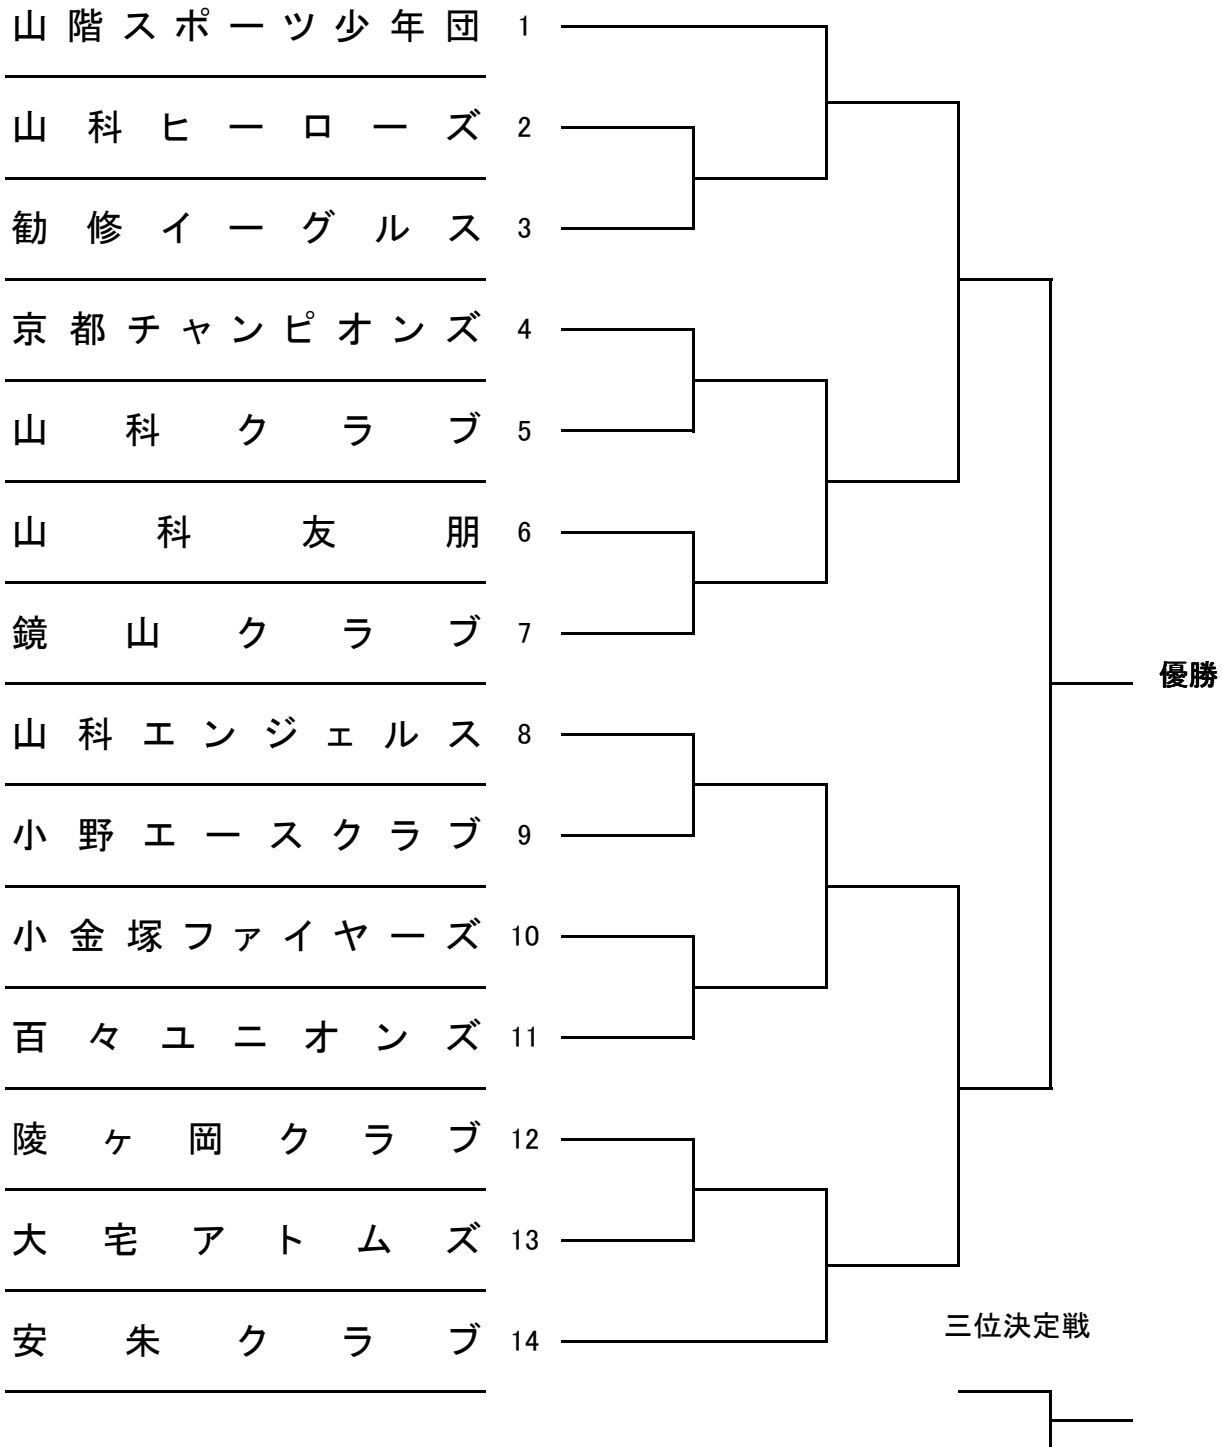 山階スポーツ少年団 1
山科ヒーローズ 2
勧修イーグルス 3
京都チャンピオンズ 4
山科クラブ 5
山科友朋 6
鏡山クラブ 7
優勝
山科エンジェルス 8
小野エースクラブ 9
小金塚ファイヤーズ 10
百々ユニオンズ 11
陵ヶ岡クラブ 12
大宅アトムズ 13
三位決定戦
安朱クラブ 14